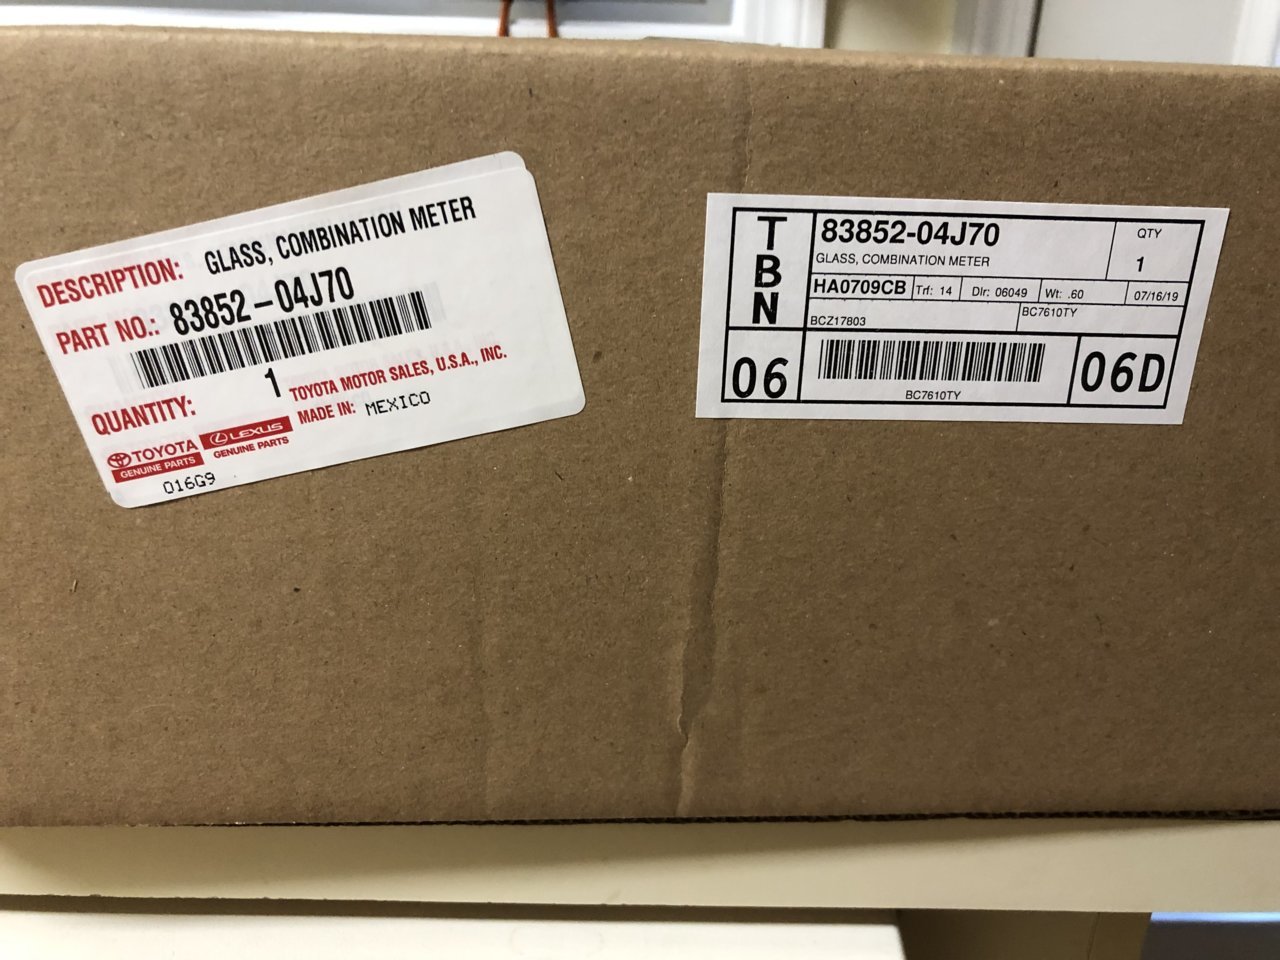 DESCRIPTION: GLASS, COMBINATION METER
PART NO.: 83852-04J70
QUANTITY: 1
TOYOTA MOTOR SALES, U.S.A., INC.
MADE IN: MEXICO
TOYOTA
GENUINE PARTS
LEXUS
GENUINE PARTS
016G9
TBN
83852-04J70
GLASS, COMBINATION METER
QTY
1
HA0709CB Trf: 14 Dlr: 06049 Wt: .60 07/16/19
BCZ17803 BC7610TY
06
BC7610TY
06D